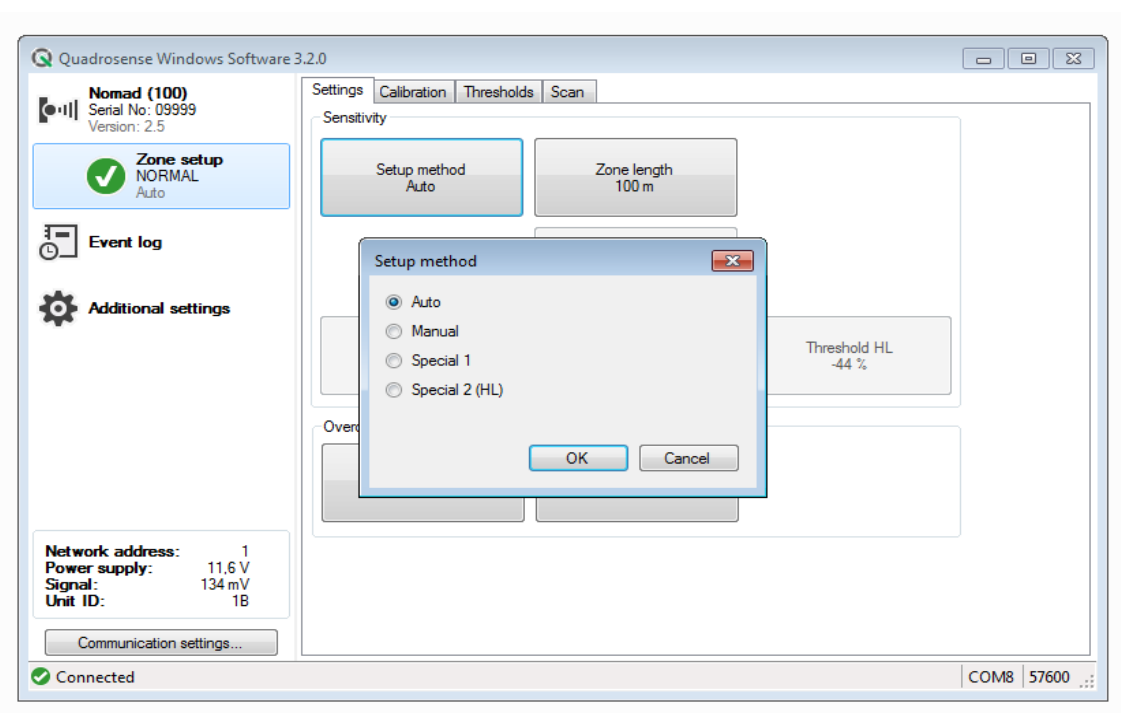 Quadrosense Windows Software 3.2.0
Nomad (100)
Serial No: 09999
Version: 2.5
Zone setup
NORMAL
Auto
Event log
Additional settings
Network address: 1
Power supply: 11,6 V
Signal: 134 mV
Unit ID: 1B
Communication settings...
Settings Calibration Thresholds Scan
Sensitivity
Setup method
Auto
Zone length
100 m
Threshold HL
-44 %
Setup method
Auto
Manual
Special 1
Special 2 (HL)
OK Cancel
Connected
COM8 57600